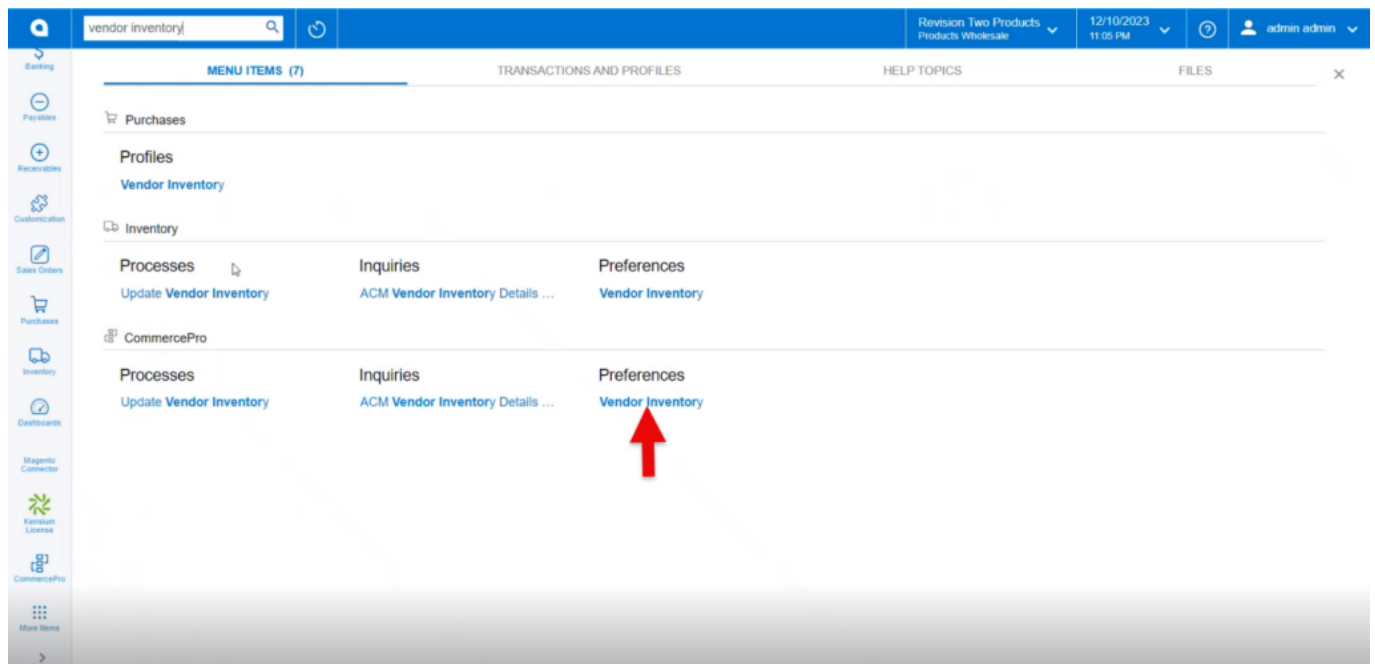 vendor inventory
Revision Two Products
Products Wholesale
12/10/2023
11:05 PM
admin admin
Banking
Payables
Receivables
Customization
Sales Orders
Purchases
Inventory
Dashboards
Magento
Connector
Kensium
License
CommercePro
More Items
MENU ITEMS (7)
TRANSACTIONS AND PROFILES
HELP TOPICS
FILES
Purchases
Profiles
Vendor Inventory
Inventory
Processes
Inquiries
Preferences
Update Vendor Inventory
ACM Vendor Inventory Details ...
Vendor Inventory
CommercePro
Processes
Inquiries
Preferences
Update Vendor Inventory
ACM Vendor Inventory Details ...
Vendor Inventory